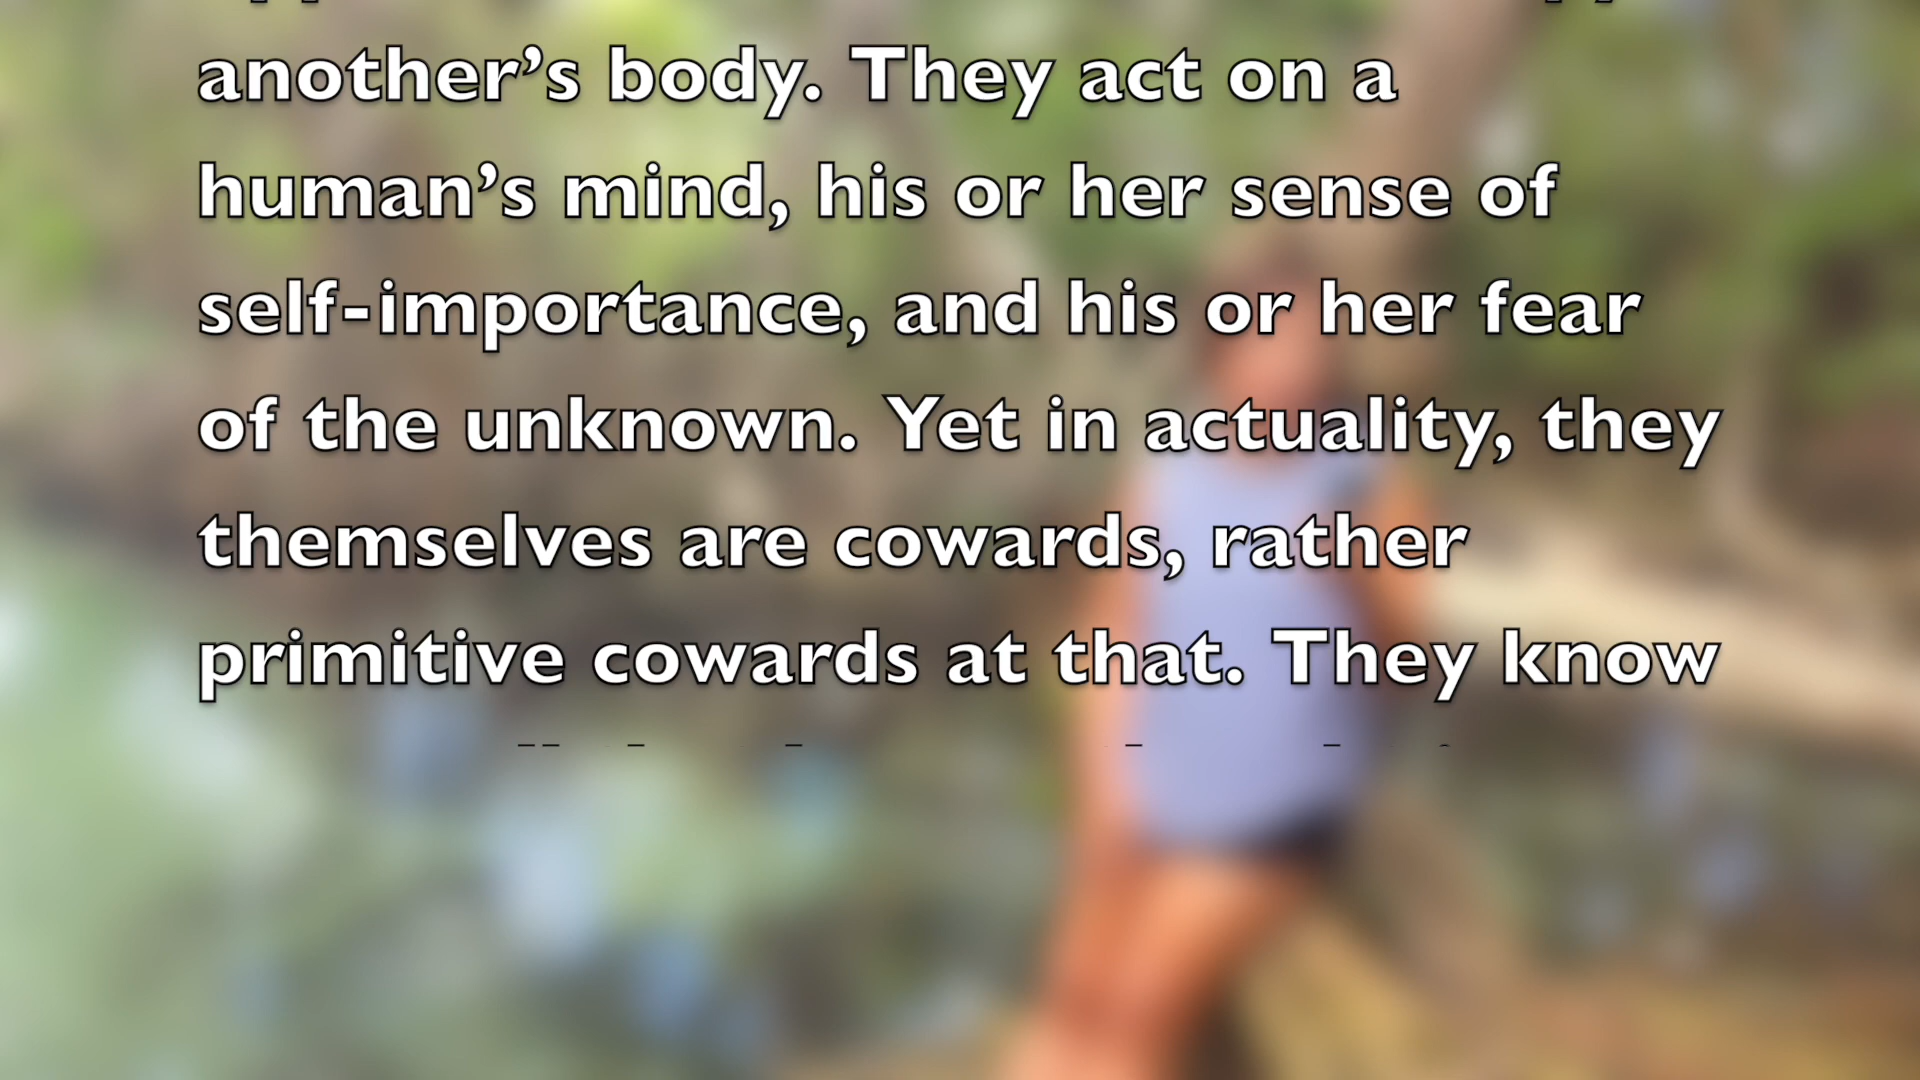 another’s body. They act on a
human’s mind, his or her sense of
self-importance, and his or her fear
of the unknown. Yet in actuality, they
themselves are cowards, rather
primitive cowards at that. They know